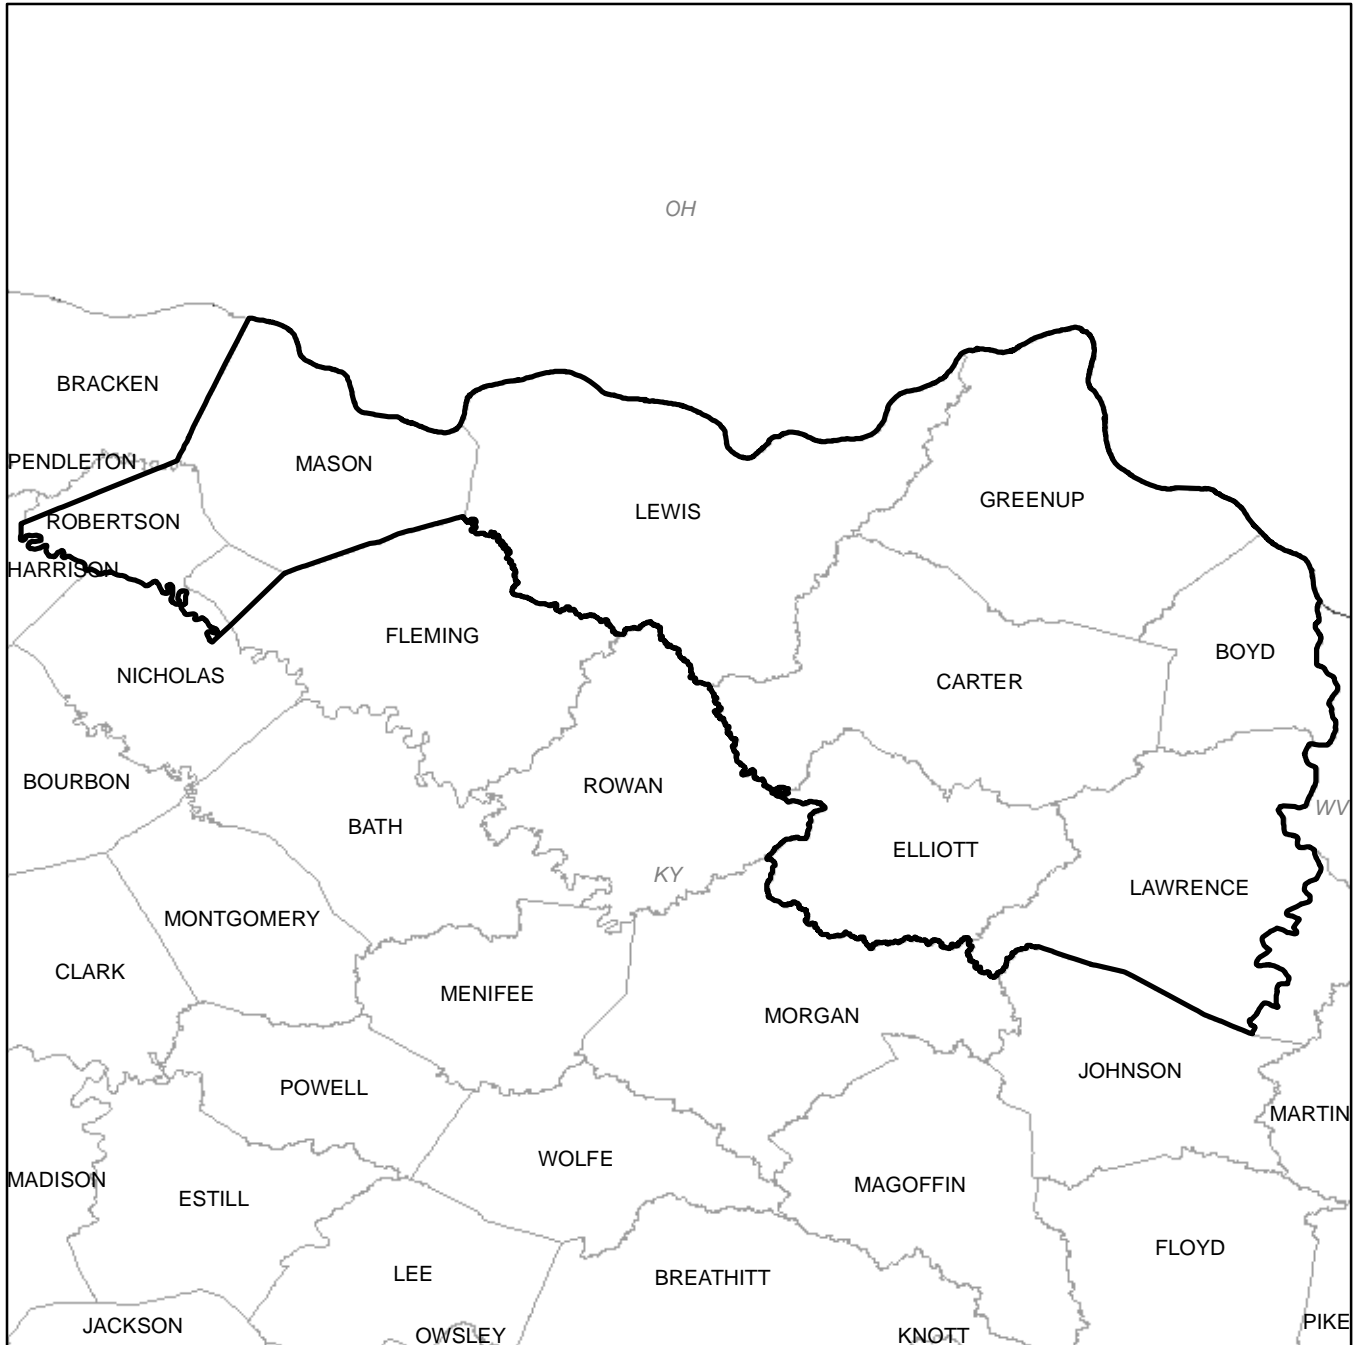 OH
BRACKEN
PENDLETON
MASON
ROBERTSON
LEWIS
GREENUP
HARRISON
FLEMING
NICHOLAS
BOYD
CARTER
BOURBON
ROWAN
WV
BATH
ELLIOTT
KY
LAWRENCE
MONTGOMERY
CLARK
MENIFEE
MORGAN
POWELL
JOHNSON
MARTIN
WOLFE
MADISON
ESTILL
MAGOFFIN
FLOYD
LEE
BREATHITT
JACKSON
OWSLEY
KNOTT
PIKE